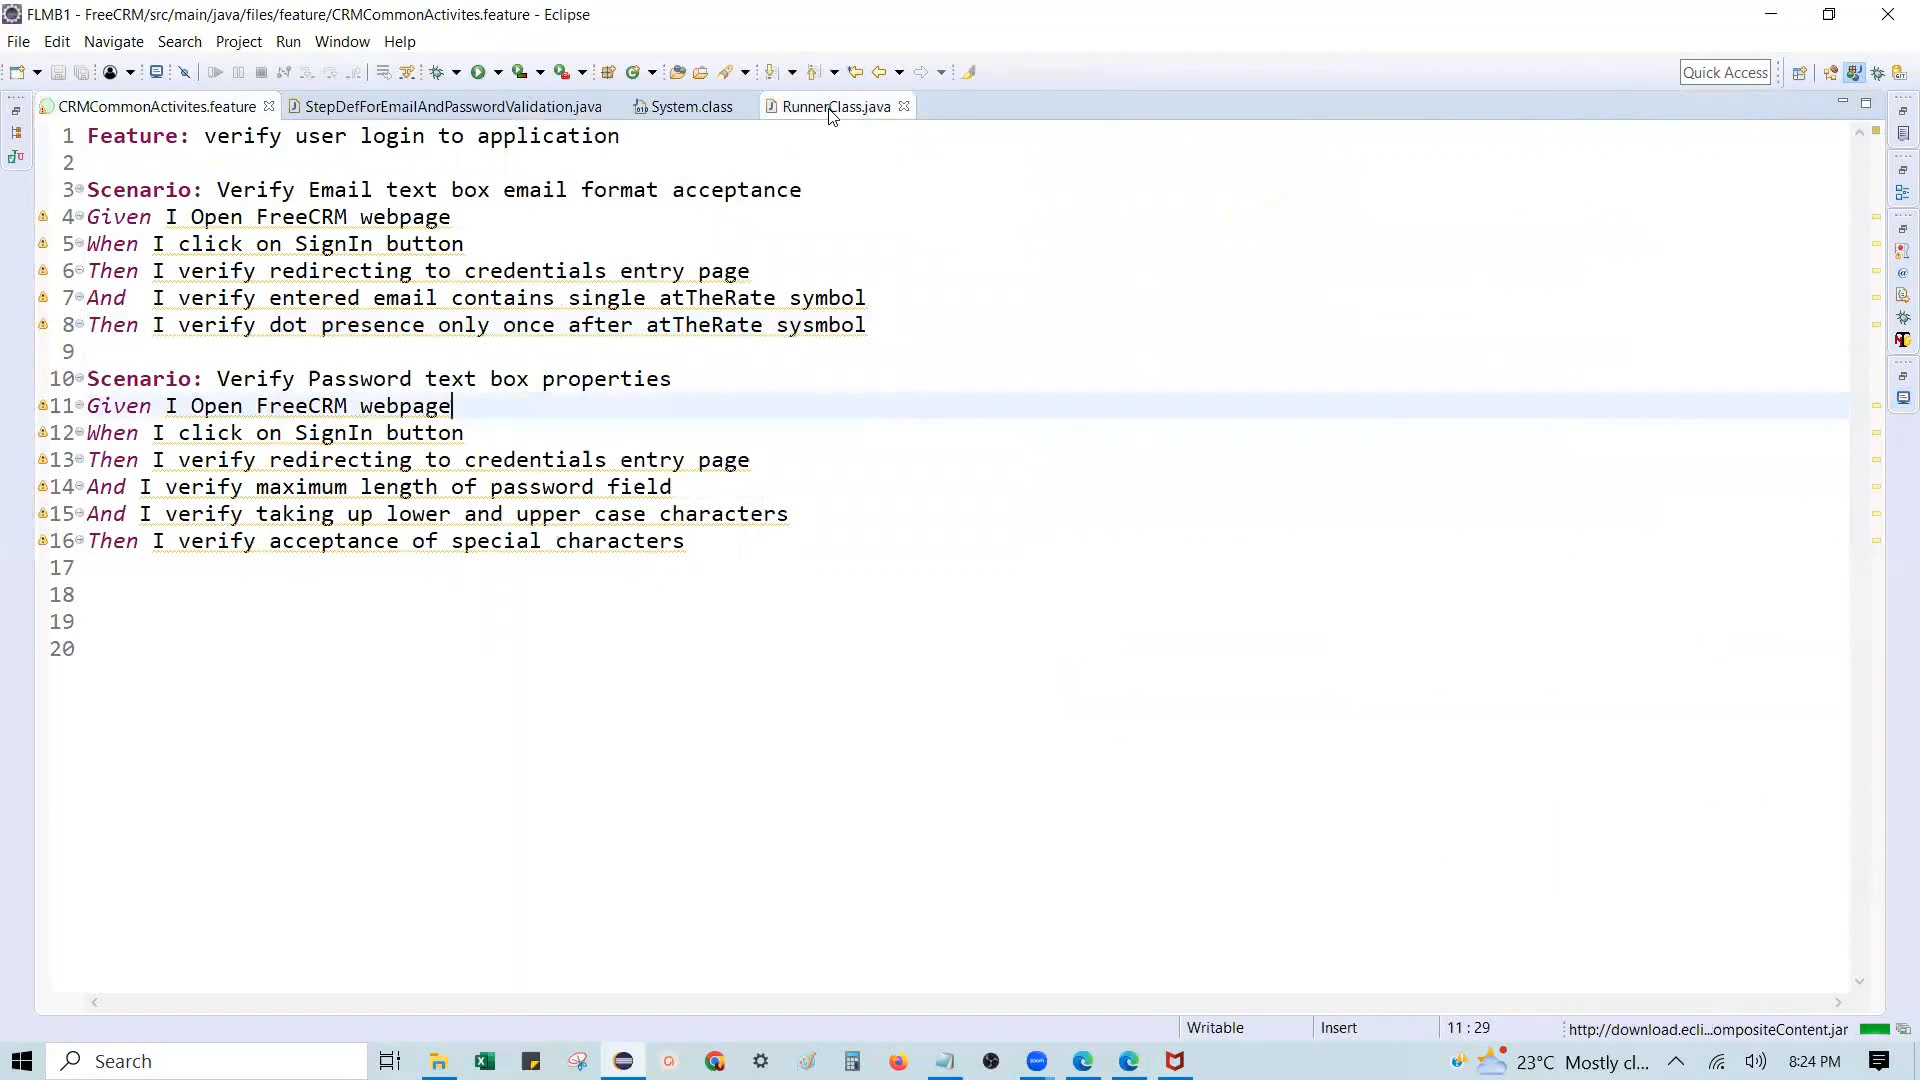 FLMB1 - FreeCRM/src/main/java/files/feature/CRMCommonActivites.feature - Eclipse
File Edit Navigate Search Project Run Window Help
Quick Access
CRMCommonActivites.feature StepDefForEmailAndPasswordValidation.java System.class RunnerClass.java
1 Feature: verify user login to application
2
3 Scenario: Verify Email text box email format acceptance
4 Given I Open FreeCRM webpage
5 When I click on SignIn button
6 Then I verify redirecting to credentials entry page
7 And  I verify entered email contains single atTheRate symbol
8 Then I verify dot presence only once after atTheRate sysmbol
9
10 Scenario: Verify Password text box properties
11 Given I Open FreeCRM webpage
12 When I click on SignIn button
13 Then I verify redirecting to credentials entry page
14 And I verify maximum length of password field
15 And I verify taking up lower and upper case characters
16 Then I verify acceptance of special characters
17
18
19
20
Writable Insert 11 : 29 http://download.ecli...ompositeContent.jar
Search 23°C Mostly cl... 8:24 PM